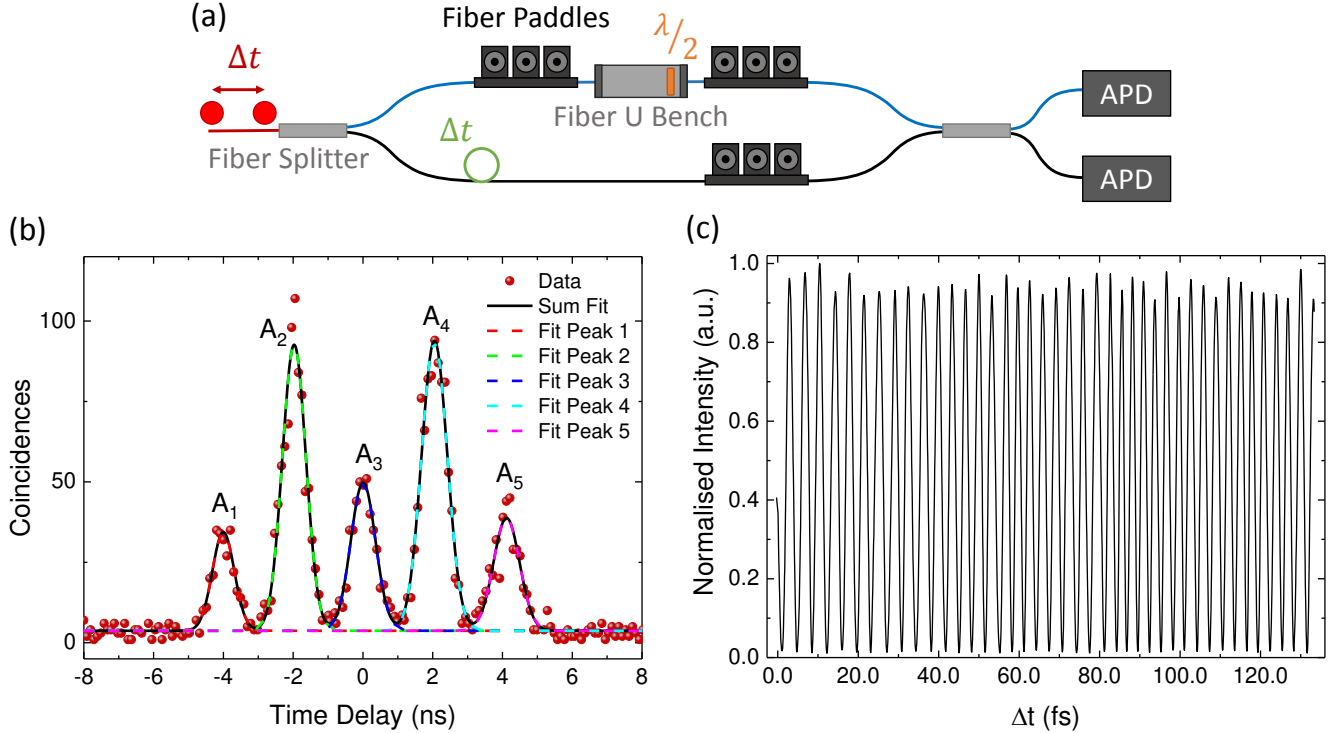 (a)
Fiber Paddles
λ/2
Δt
APD
Fiber U Bench
Δt
Fiber Splitter
APD
(b)
(c)
Data
Sum Fit
Fit Peak 1
Fit Peak 2
Fit Peak 3
Fit Peak 4
Fit Peak 5
A1
A2
A3
A4
A5
100
50
0
Coincidences
-8 -6 -4 -2 0 2 4 6 8
Time Delay (ns)
1.0
0.8
0.6
0.4
0.2
0.0
Normalised Intensity (a.u.)
0.0 20.0 40.0 60.0 80.0 100.0 120.0
Δt (fs)